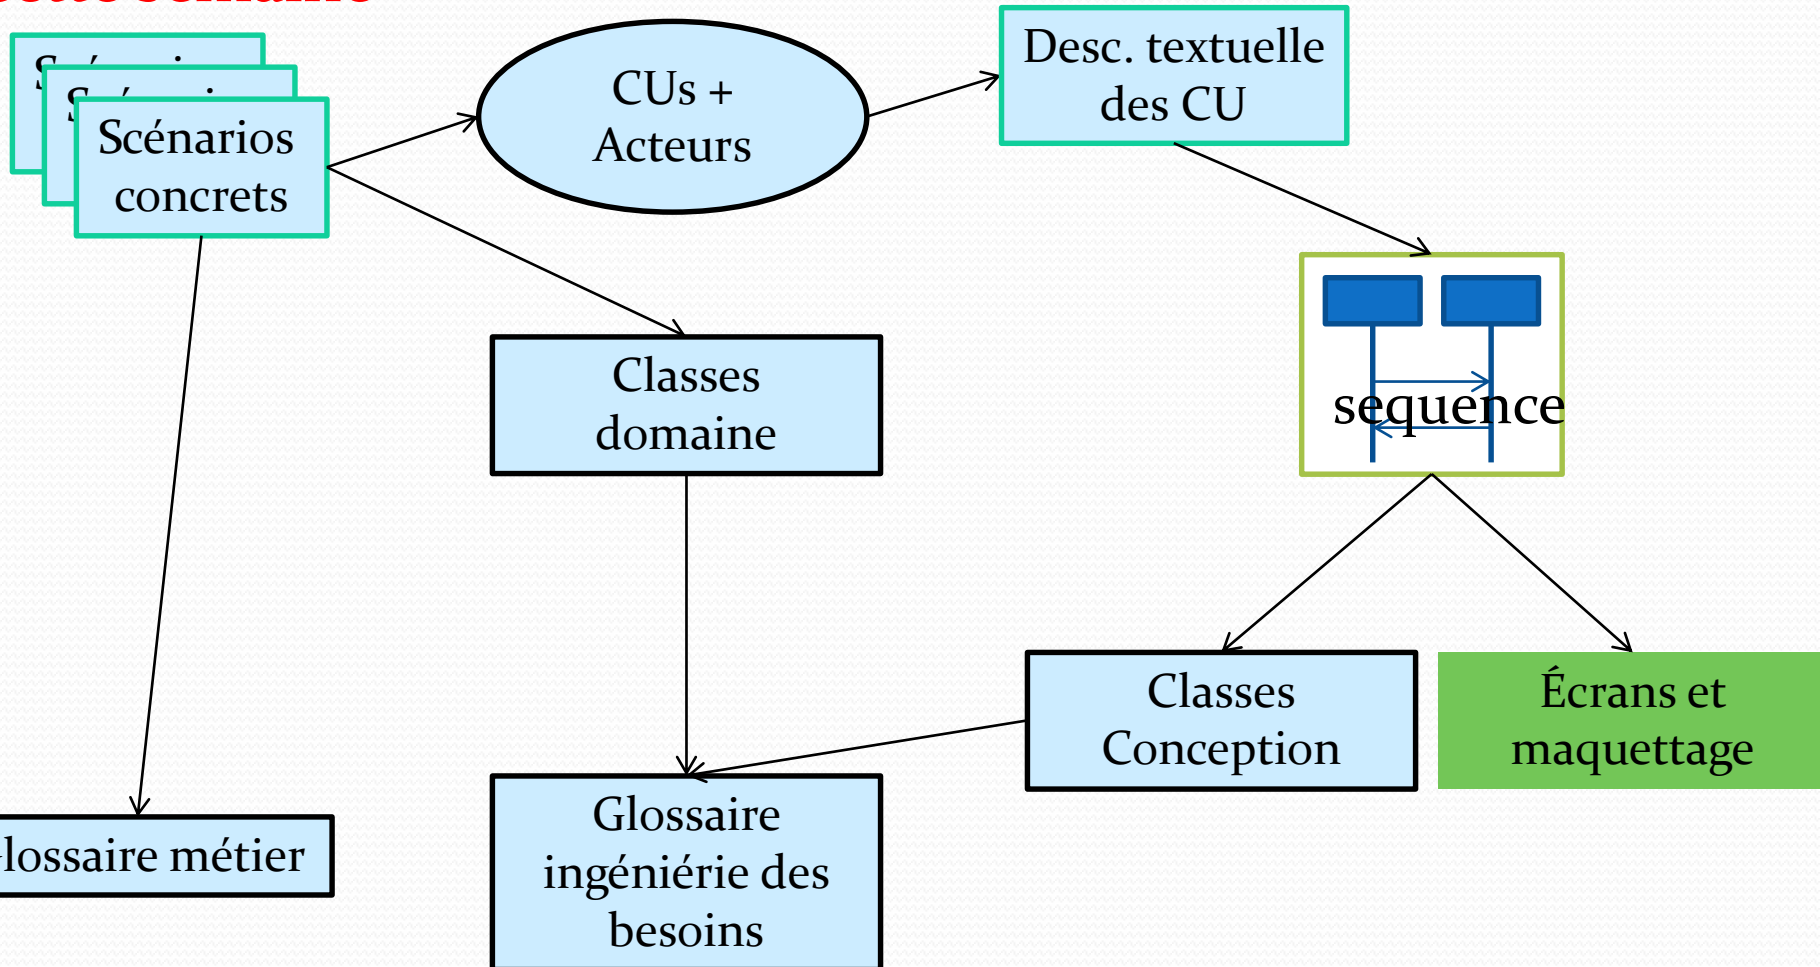 semaine
Scénarios
concrets
CUs +
Acteurs
Desc. textuelle
des CU
sequence
Classes
domaine
Classes
Conception
Écrans et
maquettage
Glossaire
ingéniérie des
besoins
lossaire métier